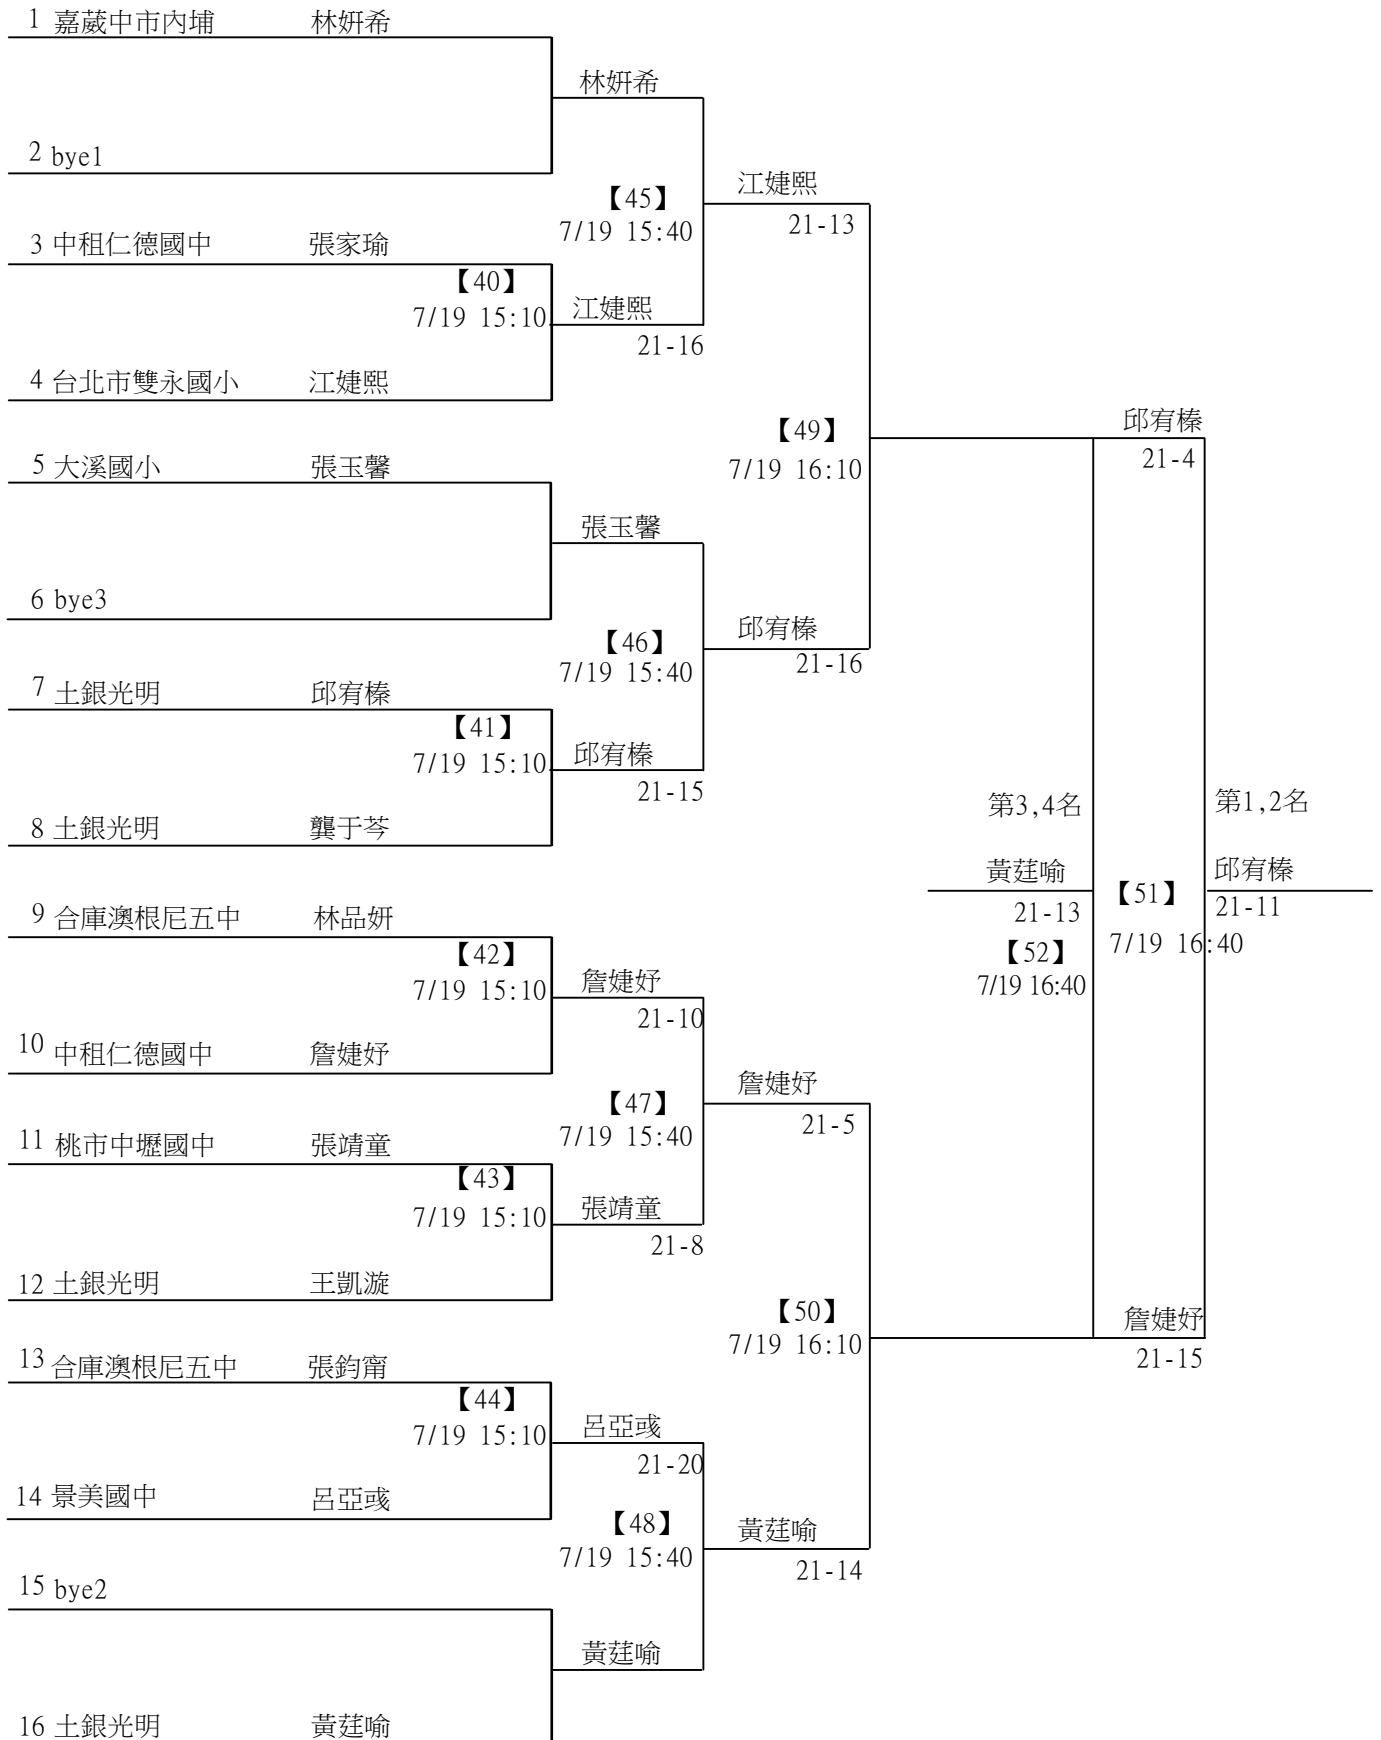 1 嘉葳中市內埔 林妍希
林妍希
2 bye1
江婕熙
【45】
21-13
7/19 15:40
3 中租仁德國中 張家瑜
【40】
江婕熙
7/19 15:10
21-16
4 台北市雙永國小 江婕熙
邱宥榛
【49】
21-4
7/19 16:10
5 大溪國小 張玉馨
張玉馨
6 bye3
邱宥榛
【46】
21-16
7/19 15:40
7 土銀光明 邱宥榛
【41】
邱宥榛
7/19 15:10
21-15
第3,4名
第1,2名
8 土銀光明 龔于芩
黃莛喻
邱宥榛
【51】
21-13
21-11
【52】
7/19 16:40
7/19 16:40
9 合庫澳根尼五中 林品妍
【42】
詹婕妤
7/19 15:10
21-10
10 中租仁德國中 詹婕妤
詹婕妤
【47】
21-5
7/19 15:40
11 桃市中壢國中 張靖童
【43】
張靖童
7/19 15:10
21-8
12 土銀光明 王凱漩
【50】
詹婕妤
7/19 16:10
21-15
13 合庫澳根尼五中 張鈞甯
【44】
呂亞彧
7/19 15:10
21-20
14 景美國中 呂亞彧
【48】
黃莛喻
7/19 15:40
21-14
15 bye2
黃莛喻
16 土銀光明 黃莛喻